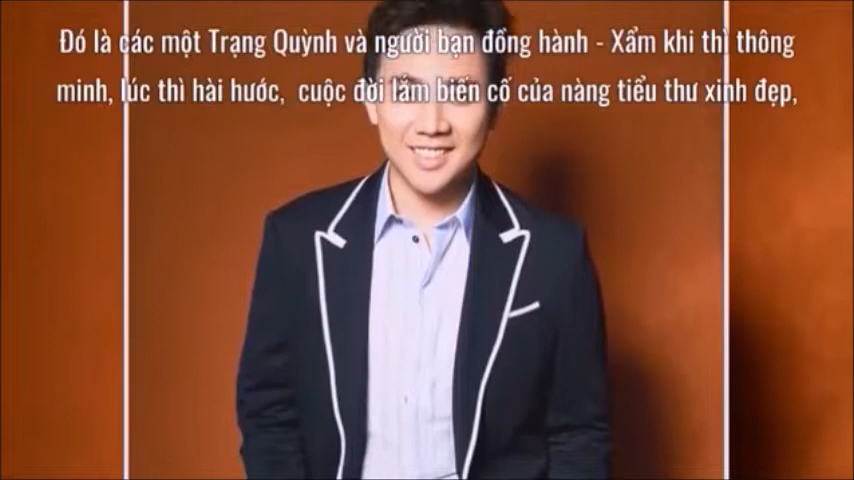 Đó là các một Trạng Quỳnh và người bạn đồng hành - Xẩm khi thì thông
minh, lúc thì hài hước, cuộc đời lắm biến cố của nàng tiểu thư xinh đẹp,